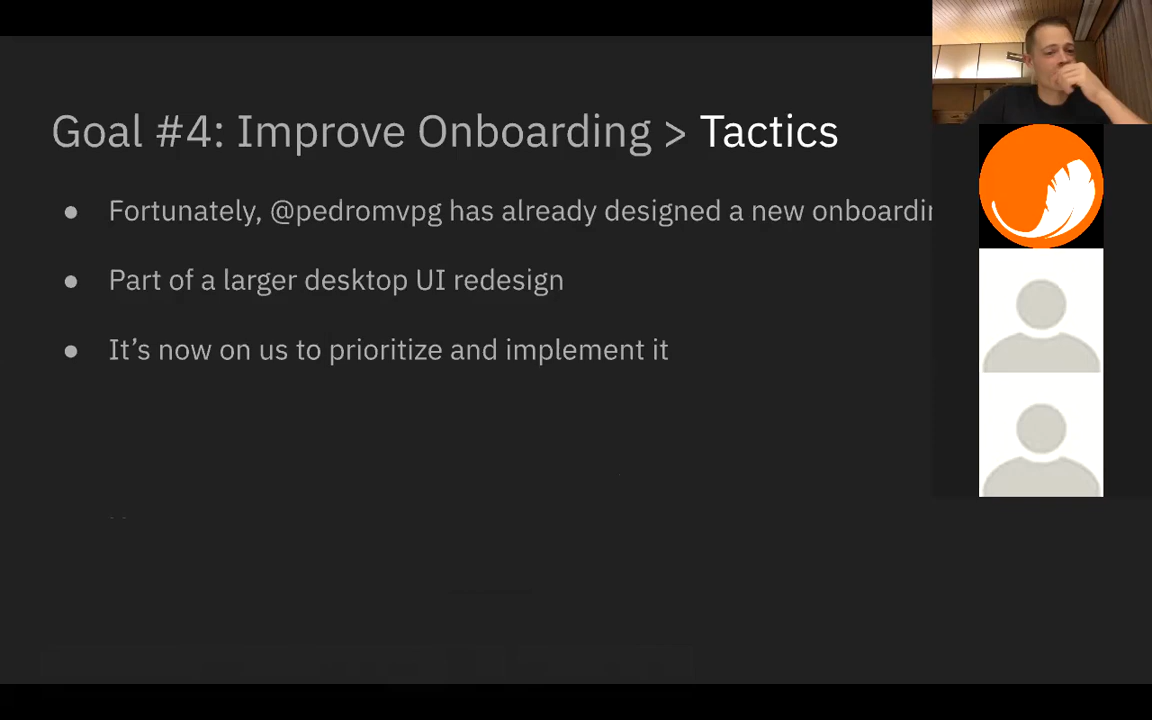 Goal #4: Improve Onboarding > Tactics
● Fortunately, @pedromvpg has already designed a new onboardin
● Part of a larger desktop UI redesign
● It’s now on us to prioritize and implement it